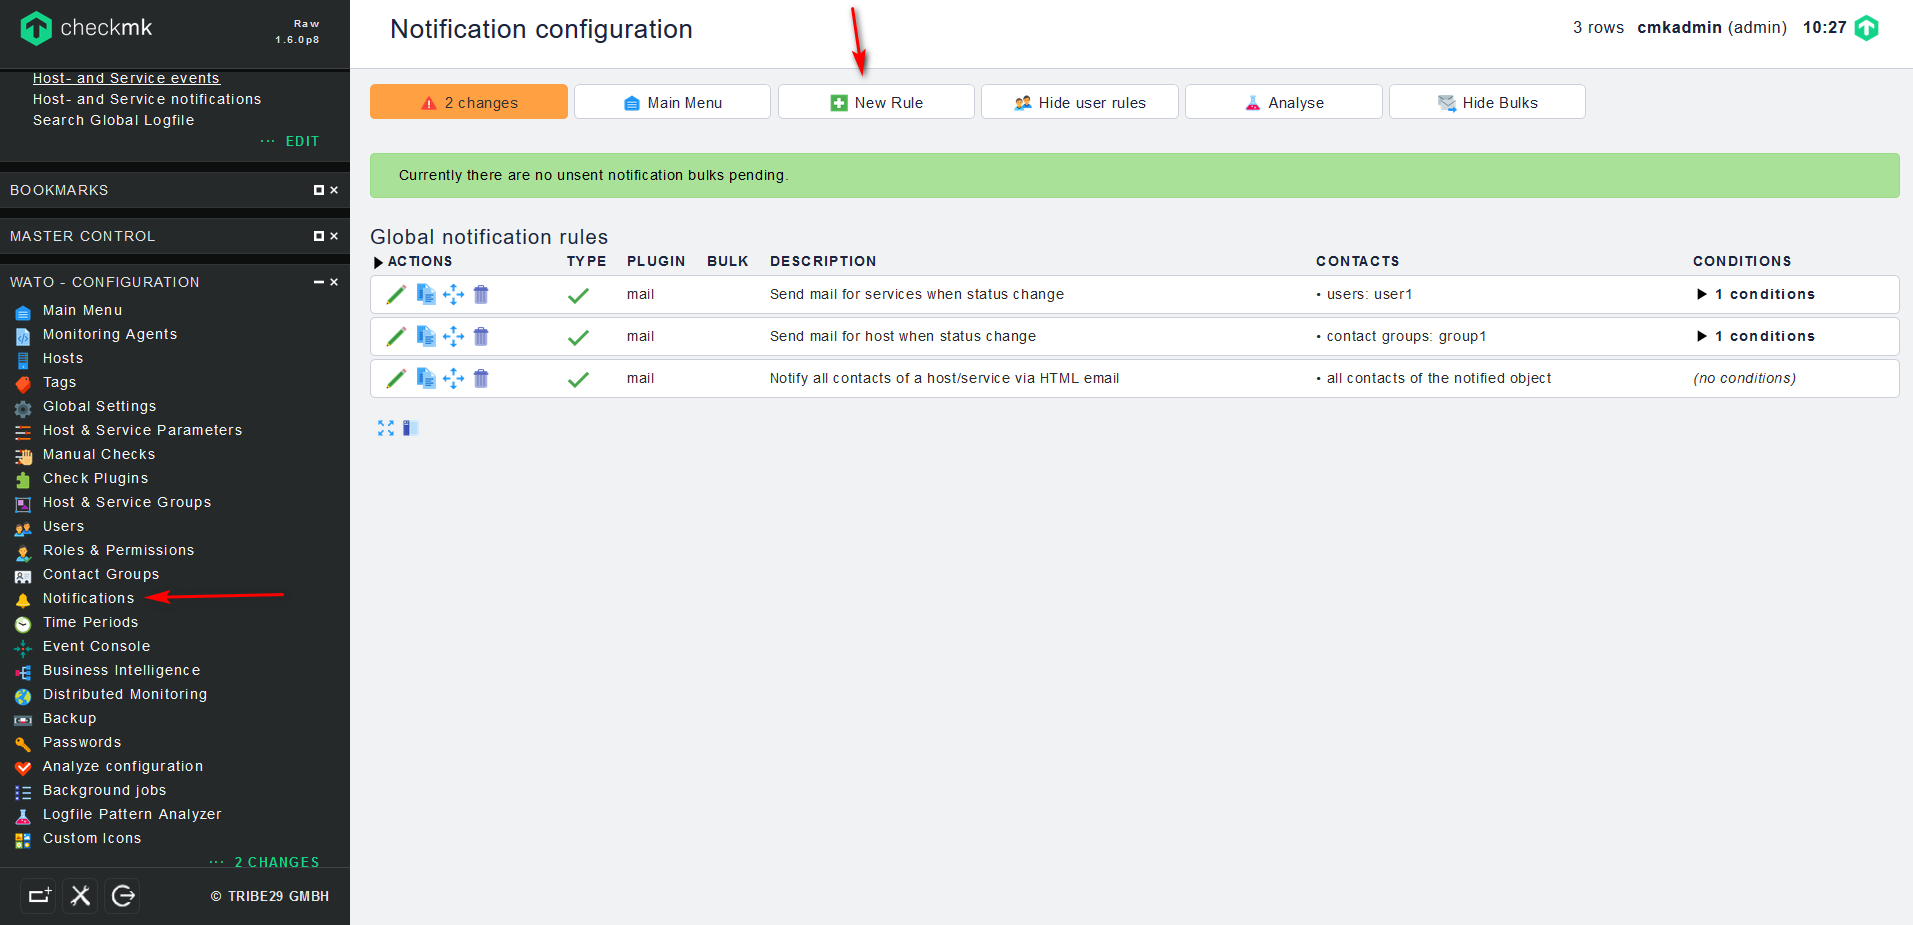 checkmk
Raw
1.6.0p8
Host- and Service events
Host- and Service notifications
Search Global Logfile
··· EDIT
BOOKMARKS
MASTER CONTROL
WATO - CONFIGURATION
Main Menu
Monitoring Agents
Hosts
Tags
Global Settings
Host & Service Parameters
Manual Checks
Check Plugins
Host & Service Groups
Users
Roles & Permissions
Contact Groups
Notifications
Time Periods
Event Console
Business Intelligence
Distributed Monitoring
Backup
Passwords
Analyze configuration
Background jobs
Logfile Pattern Analyzer
Custom Icons
··· 2 CHANGES
© TRIBE29 GMBH
Notification configuration
3 rows cmkadmin (admin) 10:27
2 changes Main Menu New Rule Hide user rules Analyse Hide Bulks
Currently there are no unsent notification bulks pending.
Global notification rules
ACTIONS TYPE PLUGIN BULK DESCRIPTION CONTACTS CONDITIONS
mail Send mail for services when status change • users: user1 1 conditions
mail Send mail for host when status change • contact groups: group1 1 conditions
mail Notify all contacts of a host/service via HTML email • all contacts of the notified object (no conditions)